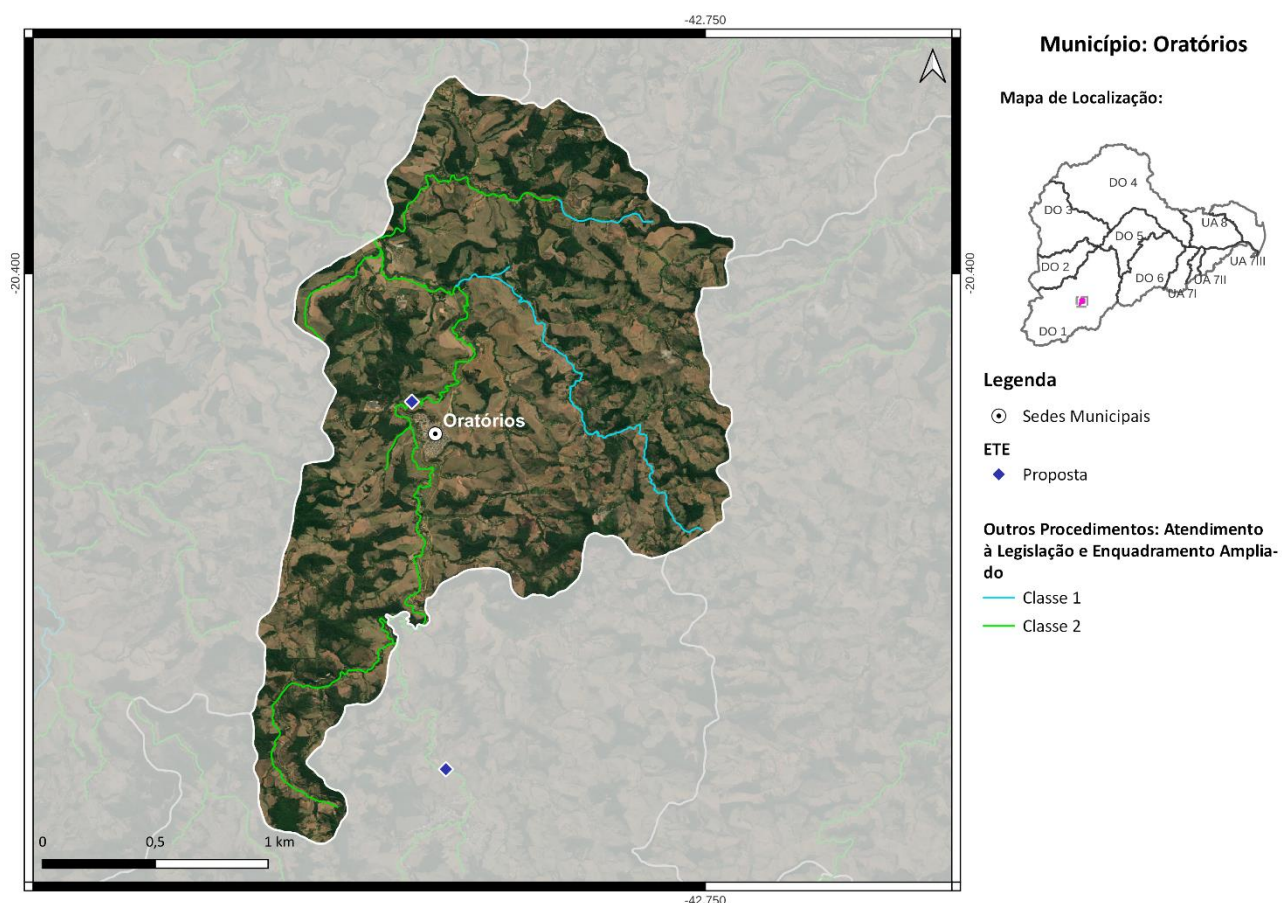 -42.750
Município: Oratórios
Mapa de Localização:
DO 4
DO 3
UA 8
DO 5
UA 7III
DO 2
DO 6
UA 7II
UA 7I
DO 1
-20.400
-20.400
Oratórios
Legenda
Sedes Municipais
ETE
Proposta
Outros Procedimentos: Atendimento
à Legislação e Enquadramento Amplia-
do
Classe 1
Classe 2
0
0,5
1 km
-42.750